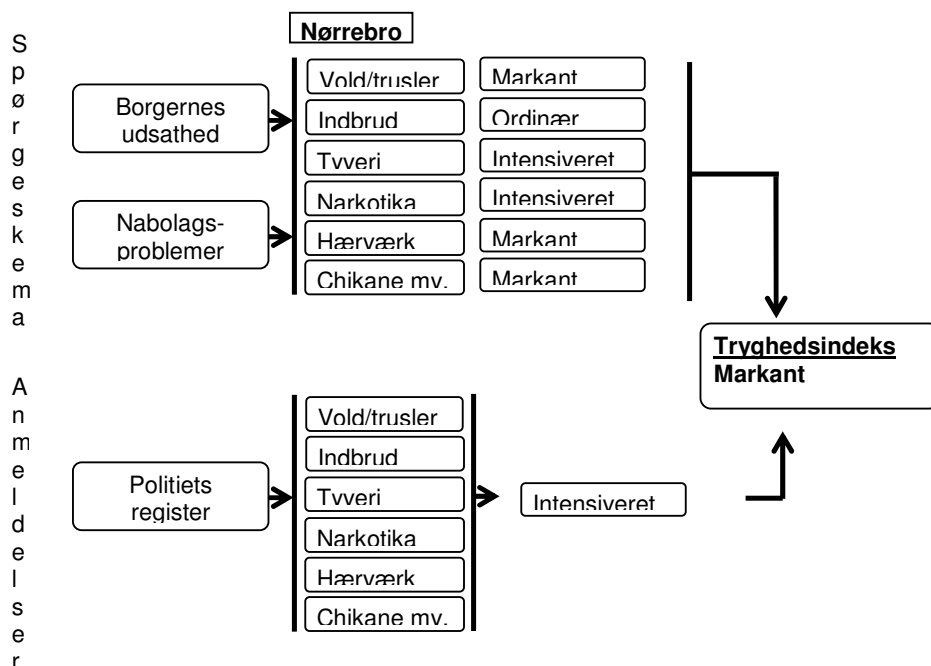 Nørrebro
Spørgeskema
Borgernes
udsathed
Nabolags-
problemer
Vold/trusler
Markant
Indbrud
Ordinær
Tyveri
Intensiveret
Narkotika
Intensiveret
Hærværk
Markant
Chikane mv.
Markant
Tryghedsindeks
Markant
Anmeldelser
Politiets
register
Vold/trusler
Indbrud
Tyveri
Narkotika
Hærværk
Chikane mv.
Intensiveret